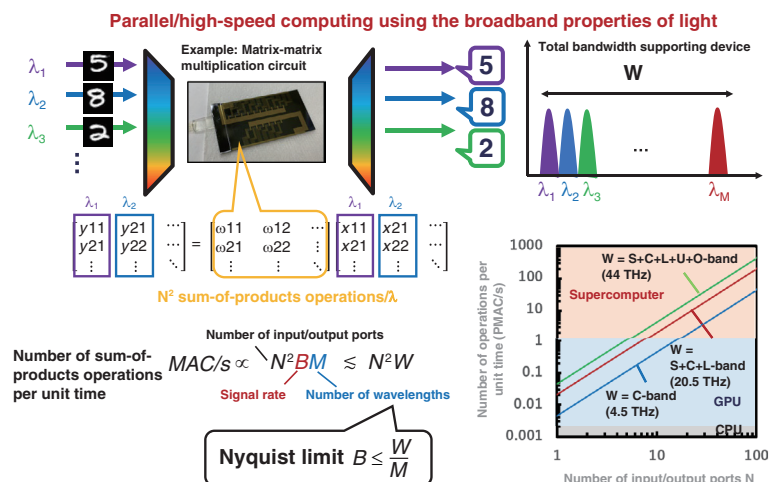 Parallel/high-speed computing using the broadband properties of light
Example: Matrix-matrix
multiplication circuit
λ1
λ2
λ3
5
8
2
5
8
2
Total bandwidth supporting device
W
...
λ1 λ2 λ3 λM
λ1 λ2 λ1 λ2
y11 y21 ⋯ = ω11 ω12 ⋯ x11 x21 ⋯
y21 y22 ⋯ ω21 ω22 ⋮ x21 x22 ⋯
⋮ ⋮ ⋱ ⋮ ⋮ ⋱ ⋮ ⋮ ⋱
N² sum-of-products operations/λ
Number of input/output ports
Number of sum-of-
products operations
per unit time
MAC/s ∝ N²BM ≲ N²W
Signal rate
Number of wavelengths
Nyquist limit B ≤ W/M
Number of operations per
unit time (PMAC/s)
1000
100
10
1
0.1
0.01
0.001
W = S+C+L+U+O-band
(44 THz)
Supercomputer
W =
S+C+L-band
(20.5 THz)
W = C-band
(4.5 THz)
GPU
CPU
1 10 100
Number of input/output ports N